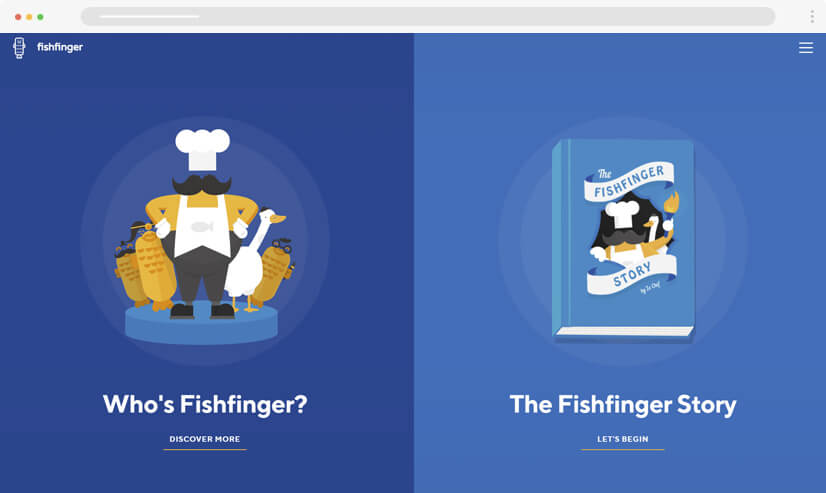 fishfinger
The
FISHFINGER
STORY
by Le Chef
Who's Fishfinger?
The Fishfinger Story
DISCOVER MORE
LET'S BEGIN